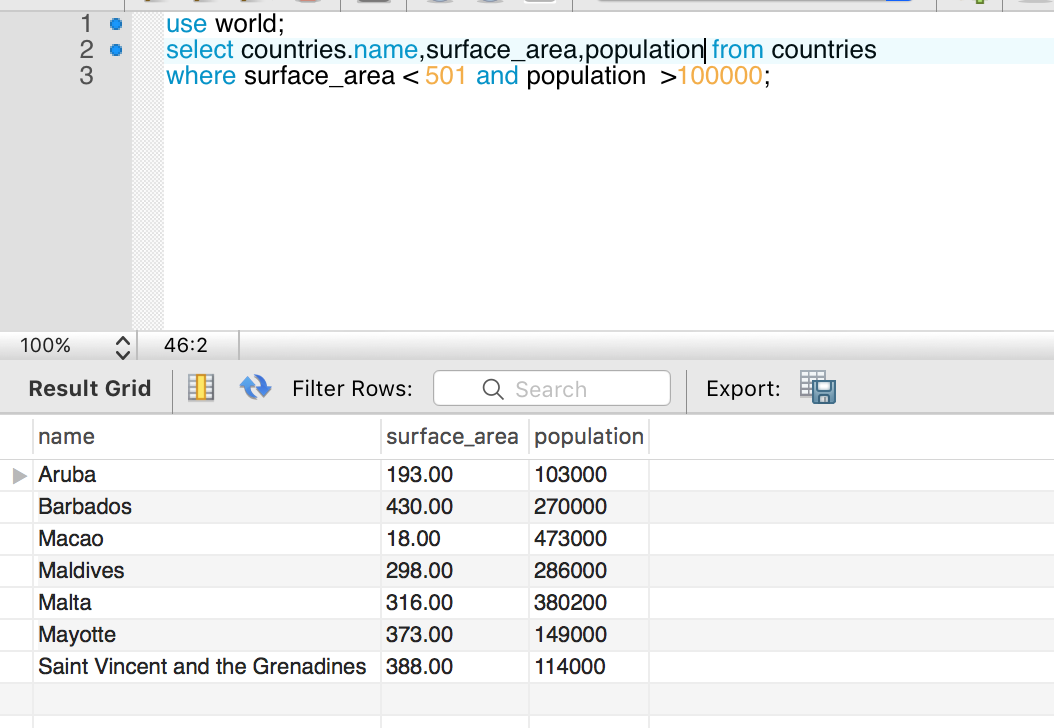 1 use world;
2 select countries.name,surface_area,population from countries
3 where surface_area < 501 and population  >100000;
100% 46:2
Result Grid Filter Rows: Search Export:
name surface_area population
Aruba 193.00 103000
Barbados 430.00 270000
Macao 18.00 473000
Maldives 298.00 286000
Malta 316.00 380200
Mayotte 373.00 149000
Saint Vincent and the Grenadines 388.00 114000